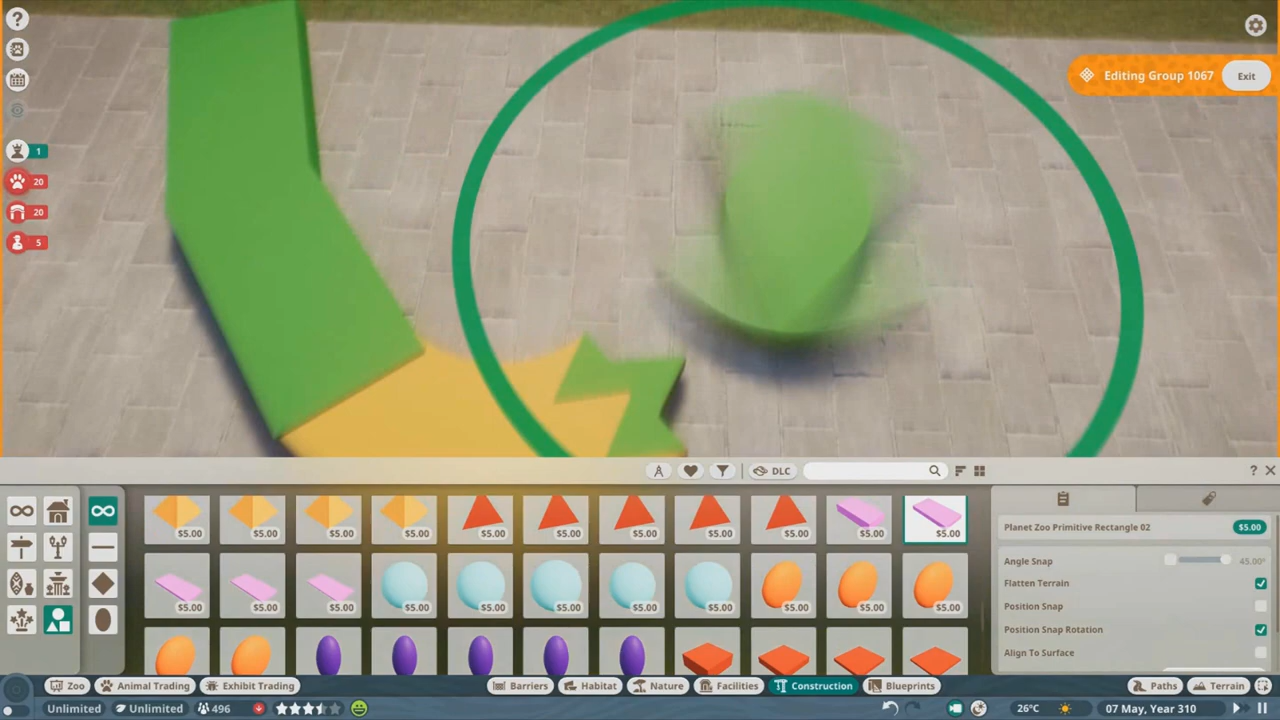 ?
Editing Group 1067 Exit
1
20
20
5
DLC
? ✕
$5.00 $5.00 $5.00 $5.00 $5.00 $5.00 $5.00 $5.00 $5.00 $5.00 $5.00
$5.00 $5.00 $5.00 $5.00 $5.00 $5.00 $5.00 $5.00 $5.00 $5.00 $5.00
Planet Zoo Primitive Rectangle 02 $5.00
Angle Snap 45.00°
Flatten Terrain
Position Snap
Position Snap Rotation
Align To Surface
Zoo Animal Trading Exhibit Trading Barriers Habitat Nature Facilities Construction Blueprints Paths Terrain
Unlimited Unlimited 496 26°C 07 May, Year 310